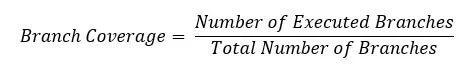 Branch Coverage = Number of Executed Branches / Total Number of Branches